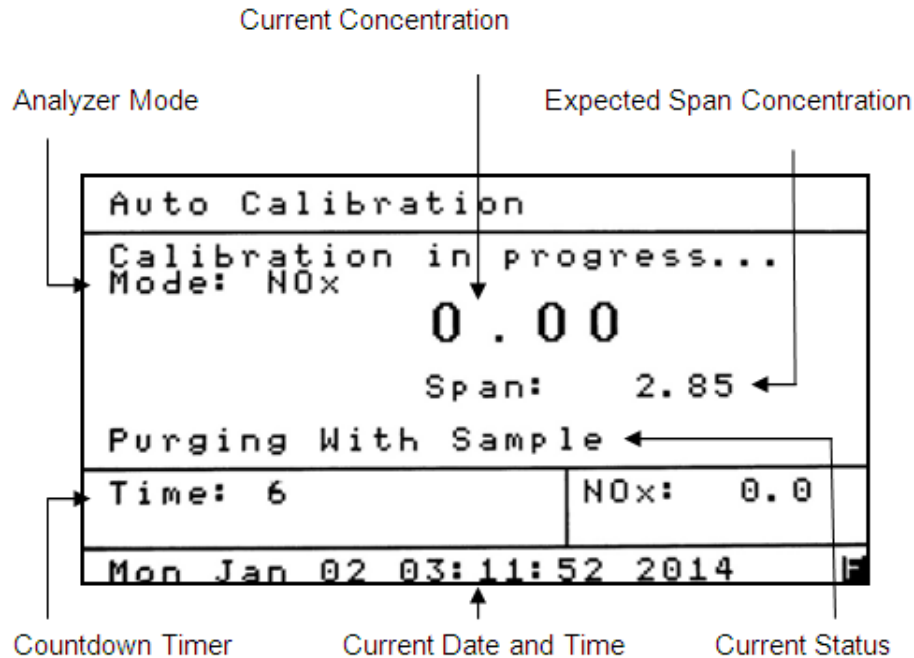 Current Concentration
Analyzer Mode
Expected Span Concentration
Auto Calibration
Calibration in progress...
Mode: NOx
0.00
Span: 2.85
Purging With Sample
Time: 6
NOx: 0.0
Mon Jan 02 03:11:52 2014
F
Countdown Timer
Current Date and Time
Current Status